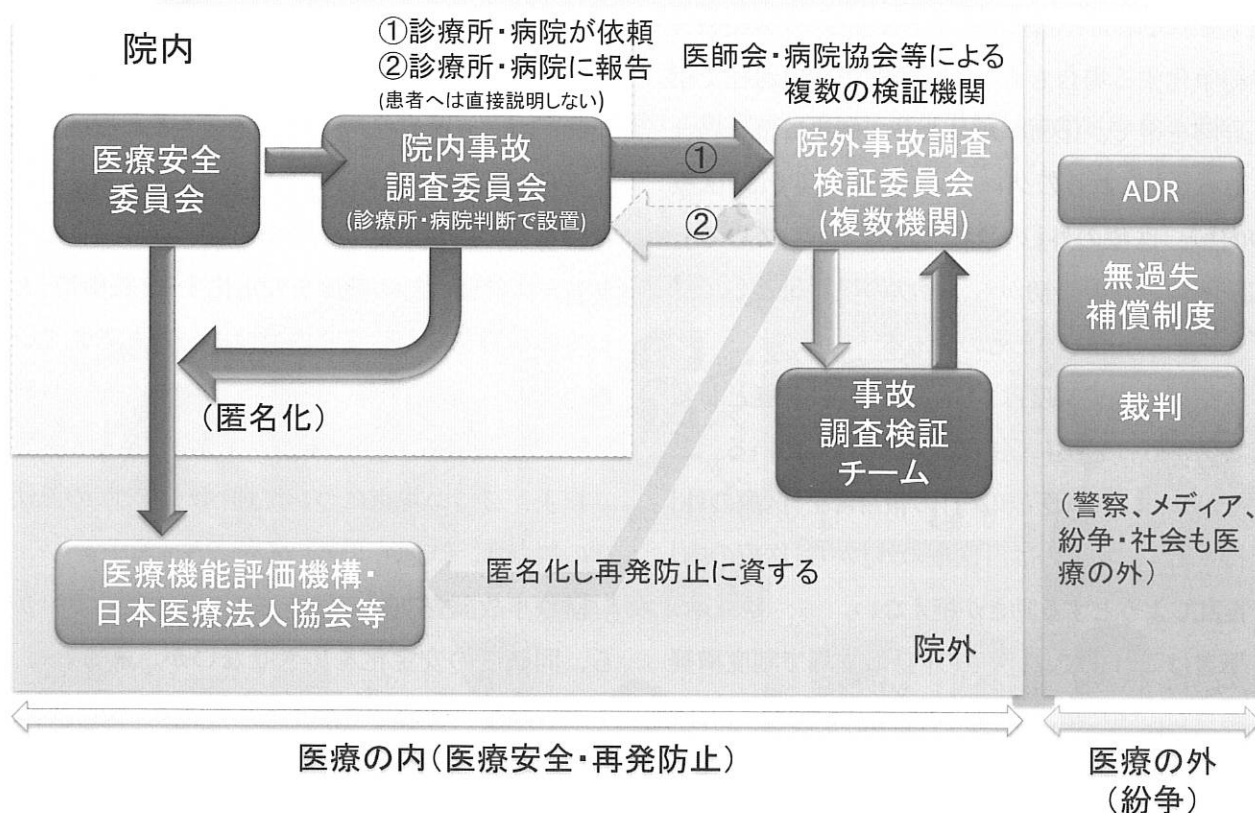 院内
①診療所・病院が依頼
②診療所・病院に報告
(患者へは直接説明しない)
医師会・病院協会等による
複数の検証機関
医療安全
委員会
院内事故
調査委員会
(診療所・病院判断で設置)
①
②
院外事故調査
検証委員会
(複数機関)
ADR
無過失
補償制度
裁判
(匿名化)
事故
調査検証
チーム
(警察、メディア、
紛争・社会も医
療の外)
医療機能評価機構・
日本医療法人協会等
匿名化し再発防止に資する
院外
医療の内(医療安全・再発防止)
医療の外
(紛争)